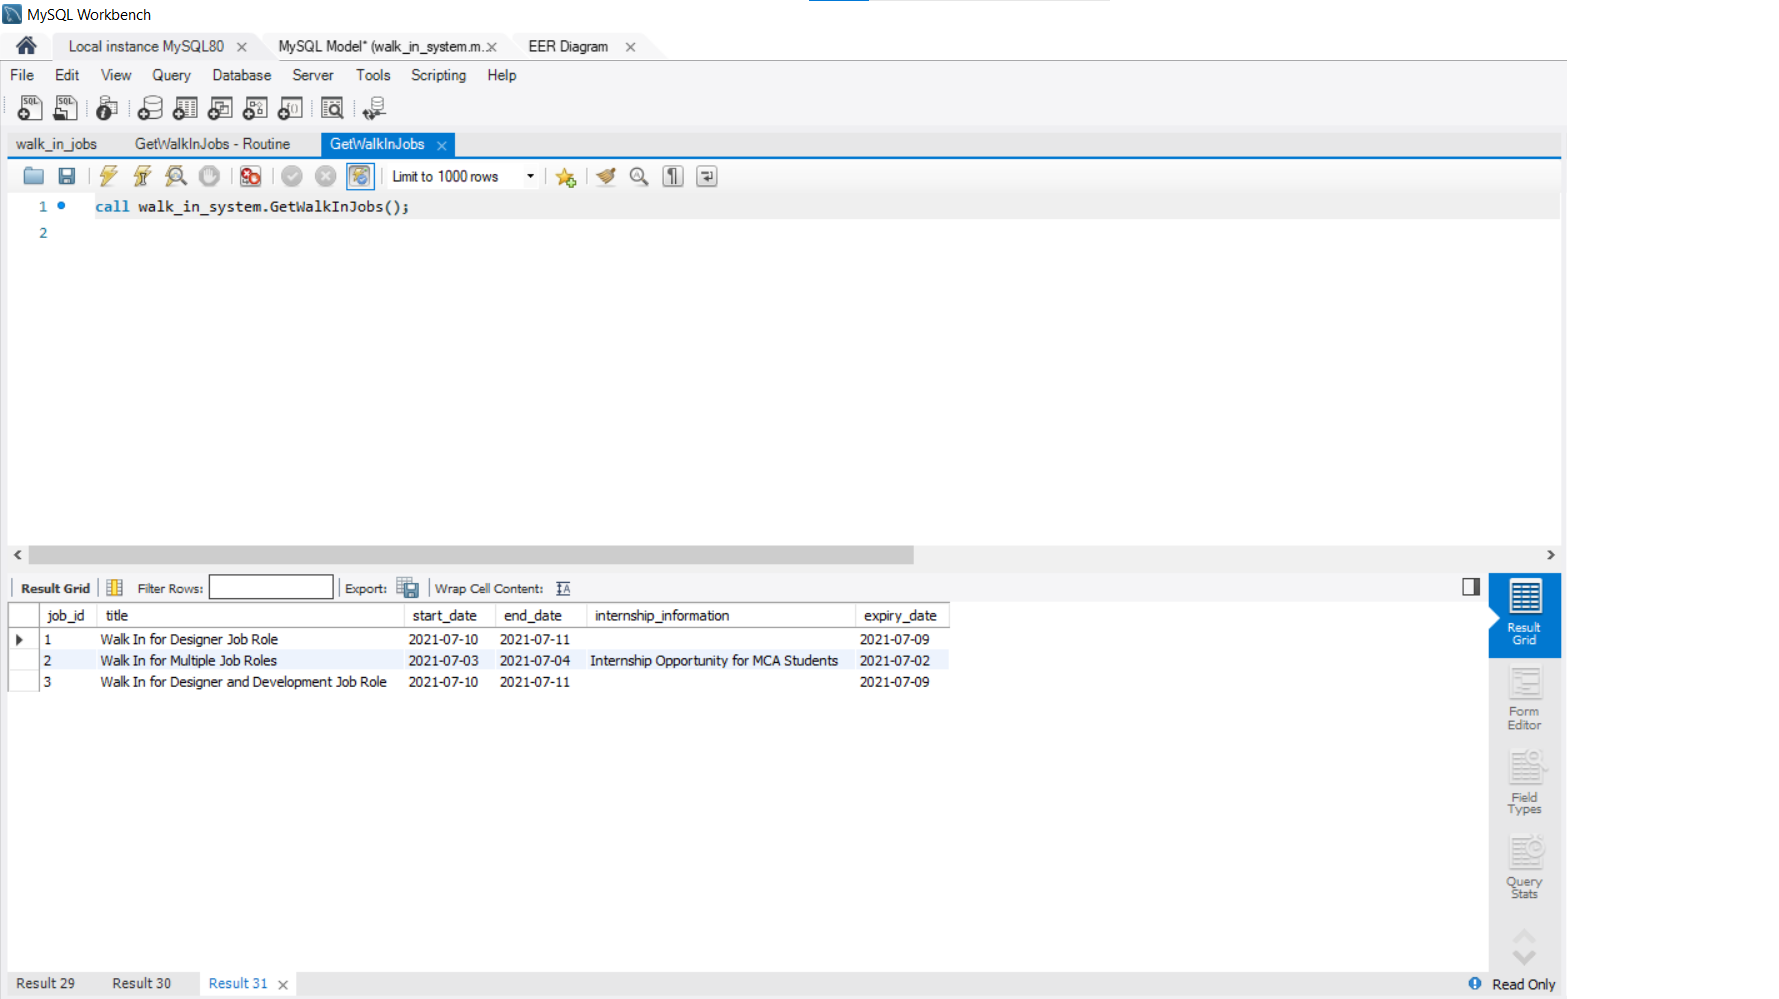 MySQL Workbench
Local instance MySQL80
MySQL Model* (walk_in_system.m..
EER Diagram
File Edit View Query Database Server Tools Scripting Help
walk_in_jobs GetWalkInJobs - Routine GetWalkInJobs
Limit to 1000 rows
1 call walk_in_system.GetWalkInJobs();
2
Result Grid Filter Rows: Export: Wrap Cell Content:
job_id title start_date end_date internship_information expiry_date
1 Walk In for Designer Job Role 2021-07-10 2021-07-11 2021-07-09
2 Walk In for Multiple Job Roles 2021-07-03 2021-07-04 Internship Opportunity for MCA Students 2021-07-02
3 Walk In for Designer and Development Job Role 2021-07-10 2021-07-11 2021-07-09
Result
Grid
Form
Editor
Field
Types
Query
Stats
Result 29 Result 30 Result 31 Read Only